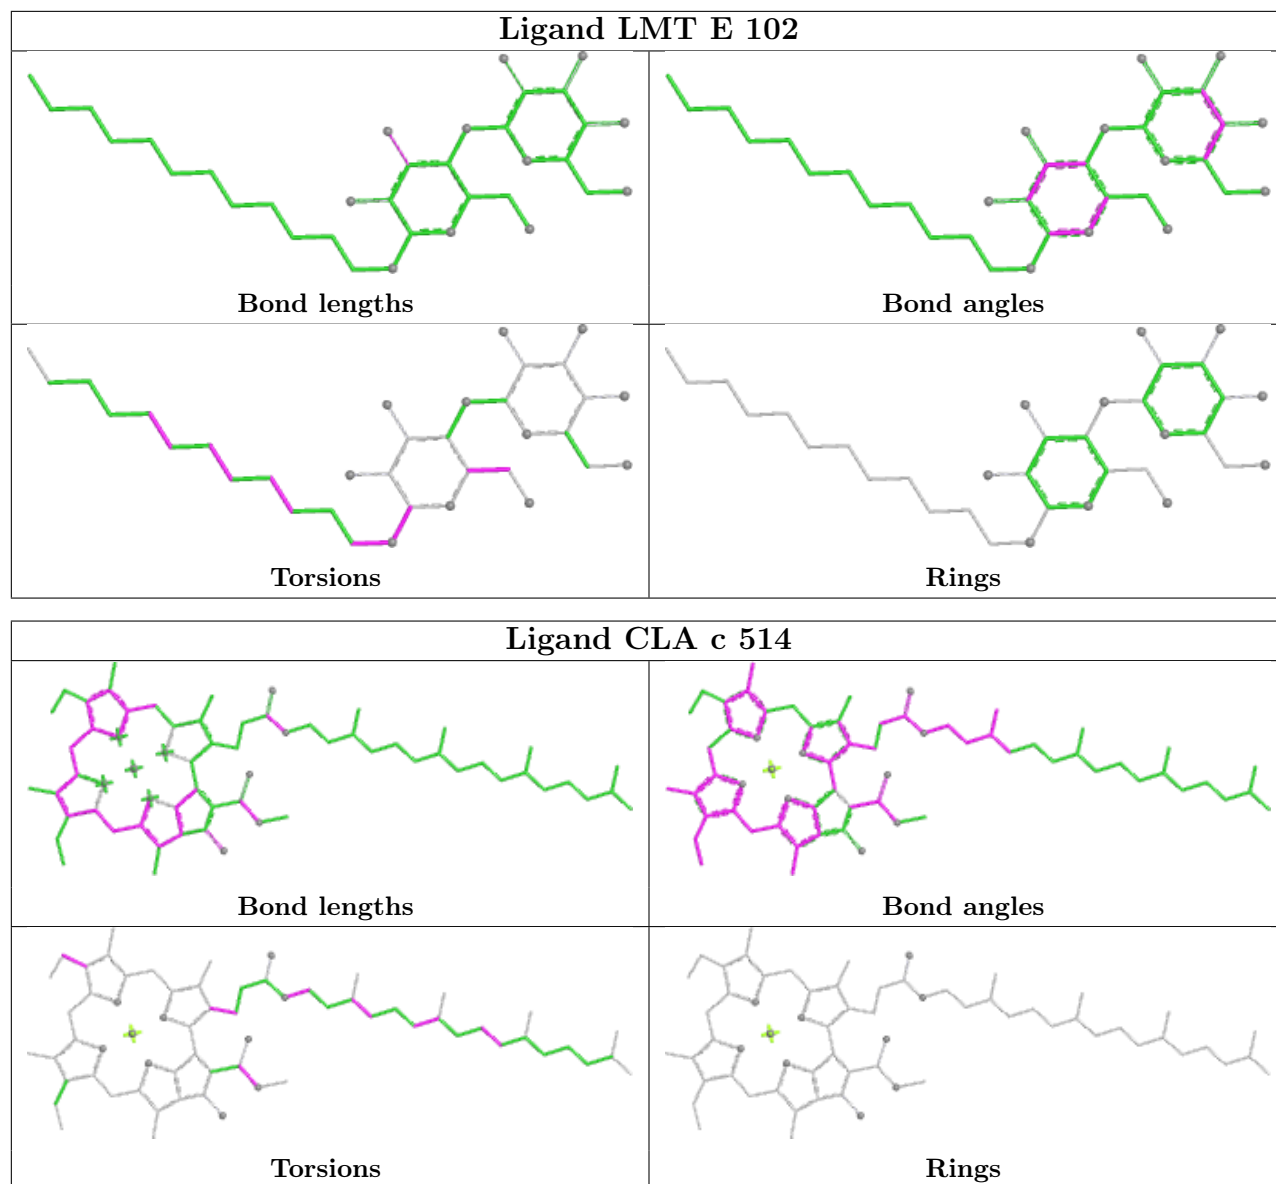 Ligand LMT E 102
Bond lengths
Bond angles
Torsions
Rings
Ligand CLA c 514
Bond lengths
Bond angles
Torsions
Rings